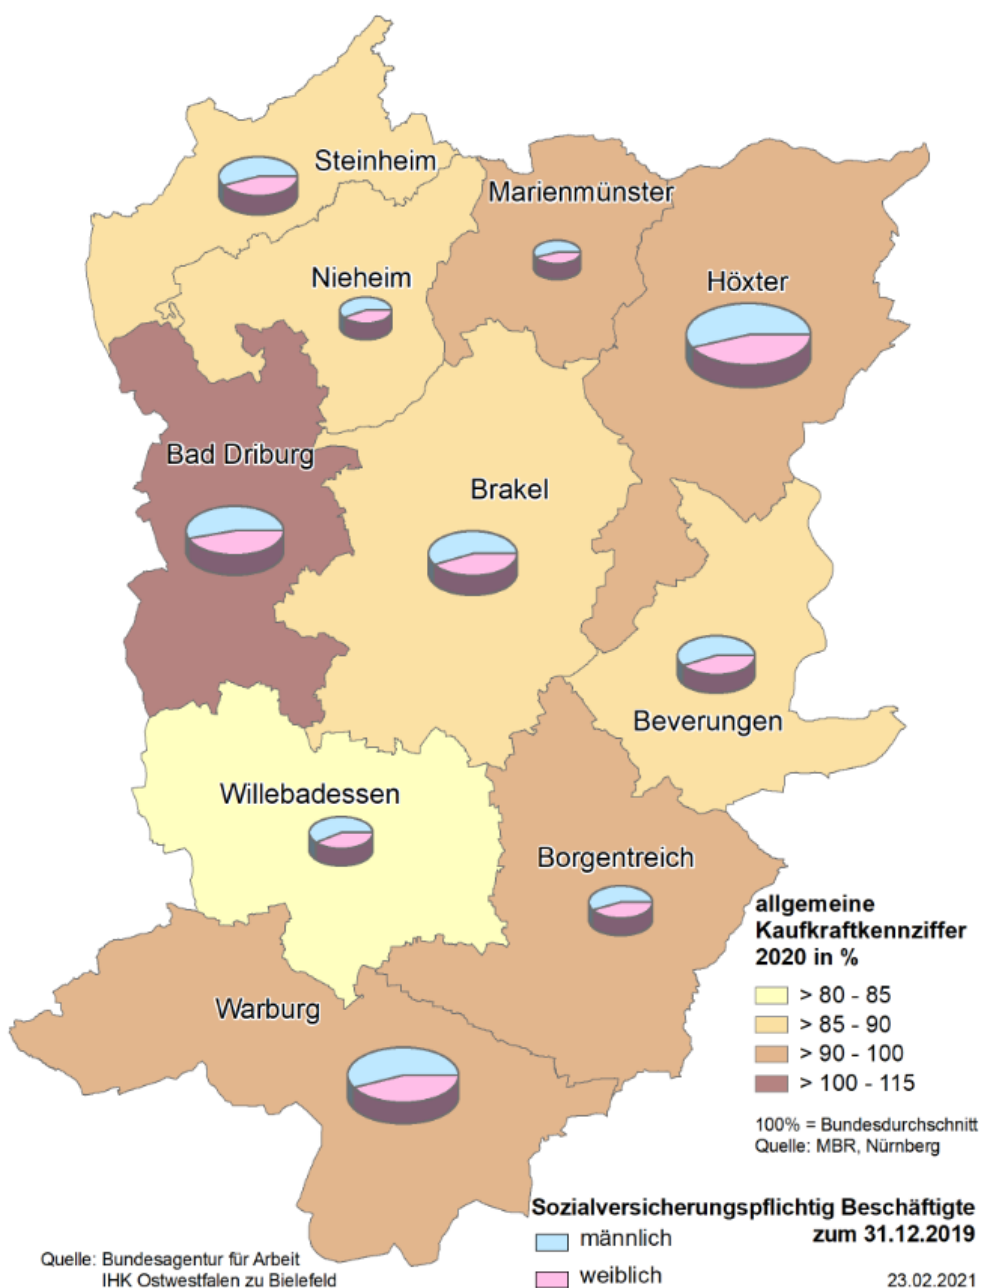 Steinheim
Marienmünster
Nieheim
Höxter
Bad Driburg
Brakel
Beverungen
Willebadessen
Borgentreich
Warburg
allgemeine
Kaufkraftkennziffer
2020 in %
> 80 - 85
> 85 - 90
> 90 - 100
> 100 - 115
100% = Bundesdurchschnitt
Quelle: MBR, Nürnberg
Sozialversicherungspflichtig Beschäftigte
zum 31.12.2019
männlich
weiblich
Quelle: Bundesagentur für Arbeit
IHK Ostwestfalen zu Bielefeld
23.02.2021